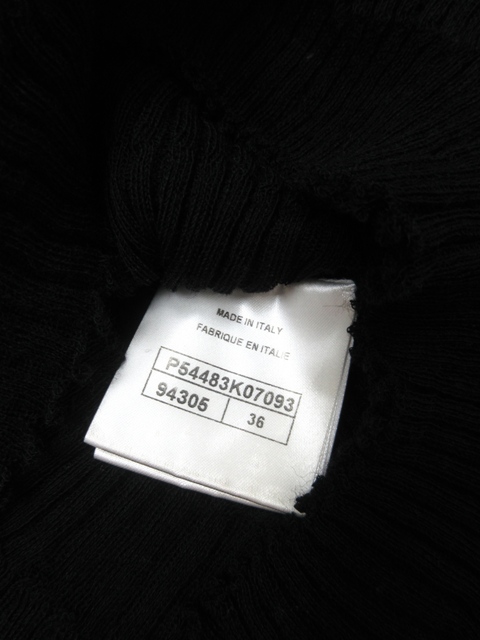 MADE IN ITALY
FABRIQUE EN ITALIE
P54483K07093
94305 36